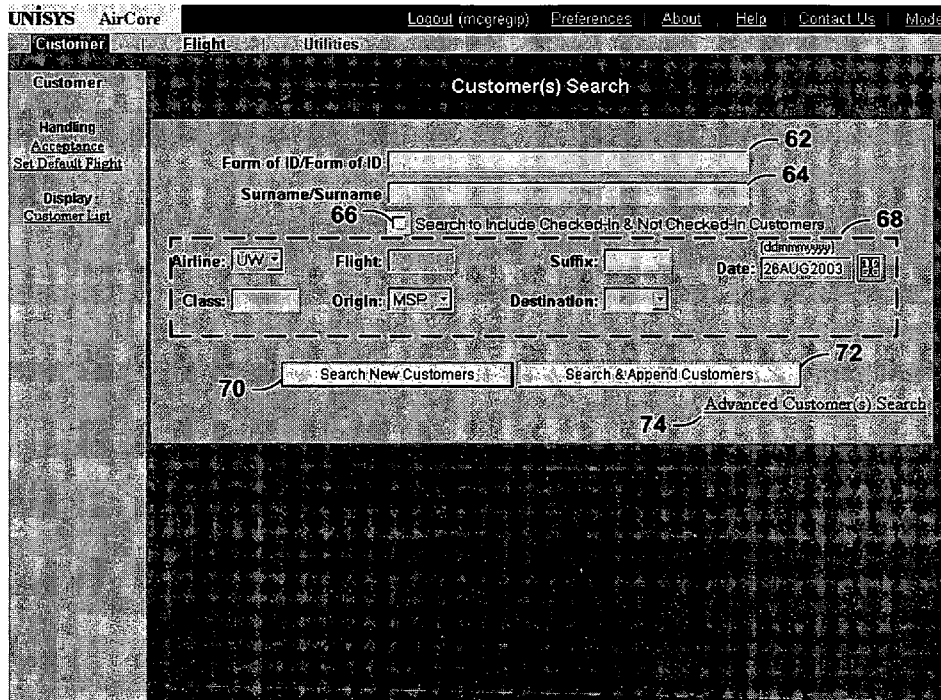 UNISYS AirCore Logout (mcgregip) Preferences | About | Help | Contact Us | Mode
Customer | Flight | Utilities
Customer
Customer(s) Search
Handling
Acceptance
Set Default Flight
Display
Customer List
Form of ID/Form of ID 62
Surname/Surname 64
66 Search to Include Checked-In & Not Checked-In Customers 68
(ddmmmyyyy)
Airline: UW Flight: Suffix: Date: 26AUG2003
Class: Origin: MSP Destination:
70 Search New Customers Search & Append Customers 72
74 Advanced Customer(s) Search